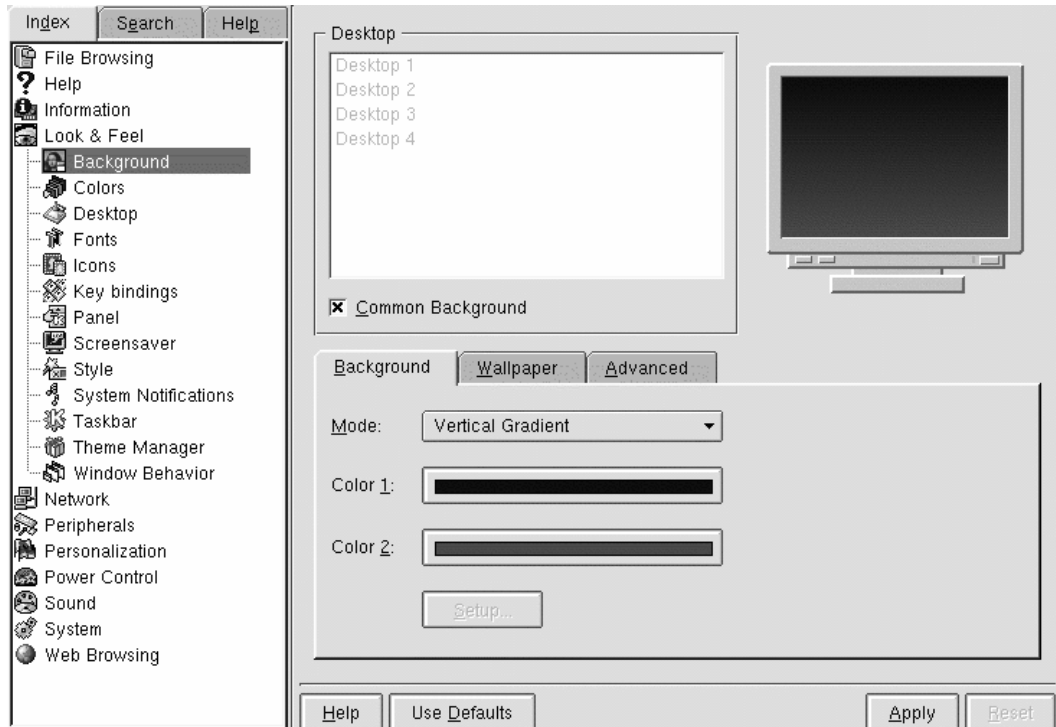 Index Search Help
File Browsing
Help
Information
Look & Feel
Background
Colors
Desktop
Fonts
Icons
Key bindings
Panel
Screensaver
Style
System Notifications
Taskbar
Theme Manager
Window Behavior
Network
Peripherals
Personalization
Power Control
Sound
System
Web Browsing
Desktop
Desktop 1
Desktop 2
Desktop 3
Desktop 4
Common Background
Background Wallpaper Advanced
Mode: Vertical Gradient
Color 1:
Color 2:
Setup...
Help Use Defaults Apply Reset